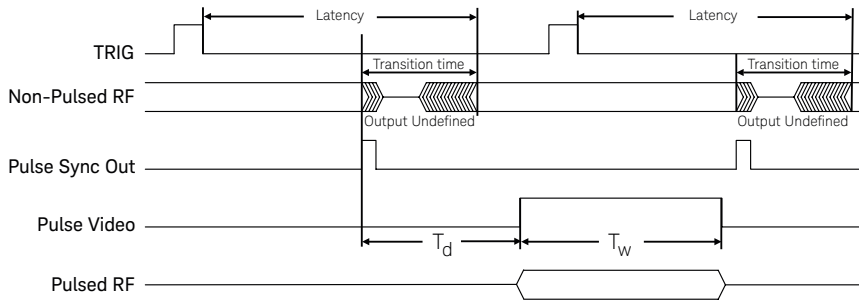 Latency
Latency
TRIG
Transition time
Transition time
Non-Pulsed RF
Output Undefined
Output Undefined
Pulse Sync Out
Pulse Video
Td
Tw
Pulsed RF